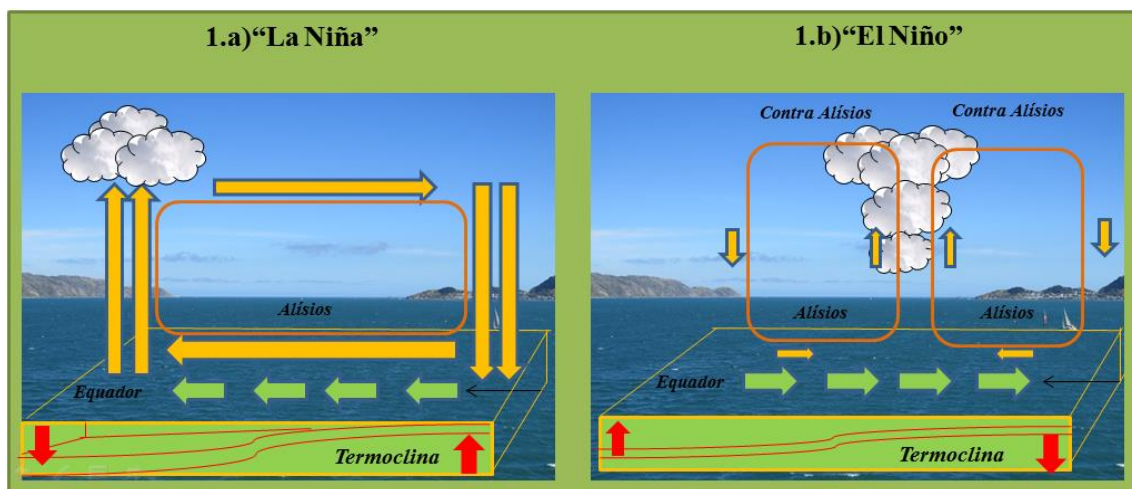 1.a)“La Niña”
Alísios
Equador
Termoclina
1.b)“El Niño”
Contra Alísios
Contra Alísios
Alísios
Alísios
Equador
Termoclina